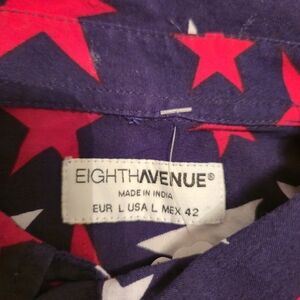 EIGHTHAVENUE®
MADE IN INDIA
EUR L USA L MEX 42